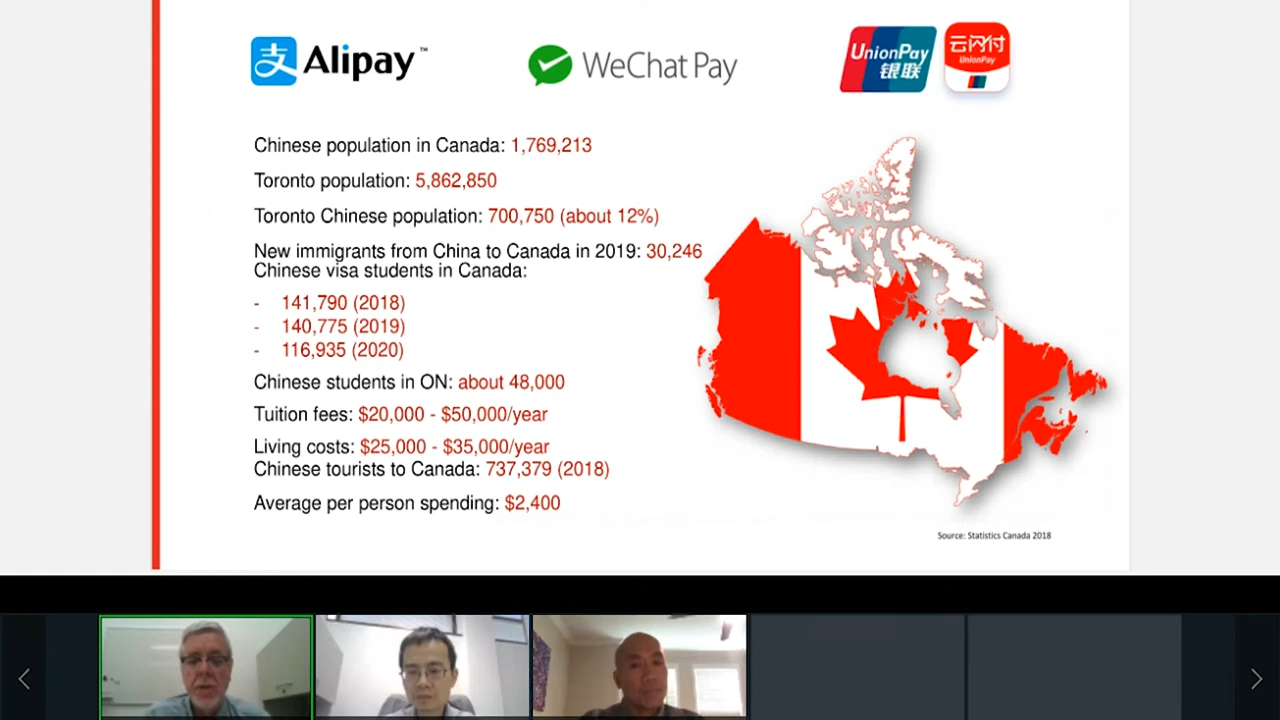 支 Alipay™
WeChat Pay
UnionPay
银联
云闪付
UnionPay
Chinese population in Canada: 1,769,213
Toronto population: 5,862,850
Toronto Chinese population: 700,750 (about 12%)
New immigrants from China to Canada in 2019: 30,246
Chinese visa students in Canada:
- 141,790 (2018)
- 140,775 (2019)
- 116,935 (2020)
Chinese students in ON: about 48,000
Tuition fees: $20,000 - $50,000/year
Living costs: $25,000 - $35,000/year
Chinese tourists to Canada: 737,379 (2018)
Average per person spending: $2,400
Source: Statistics Canada 2018